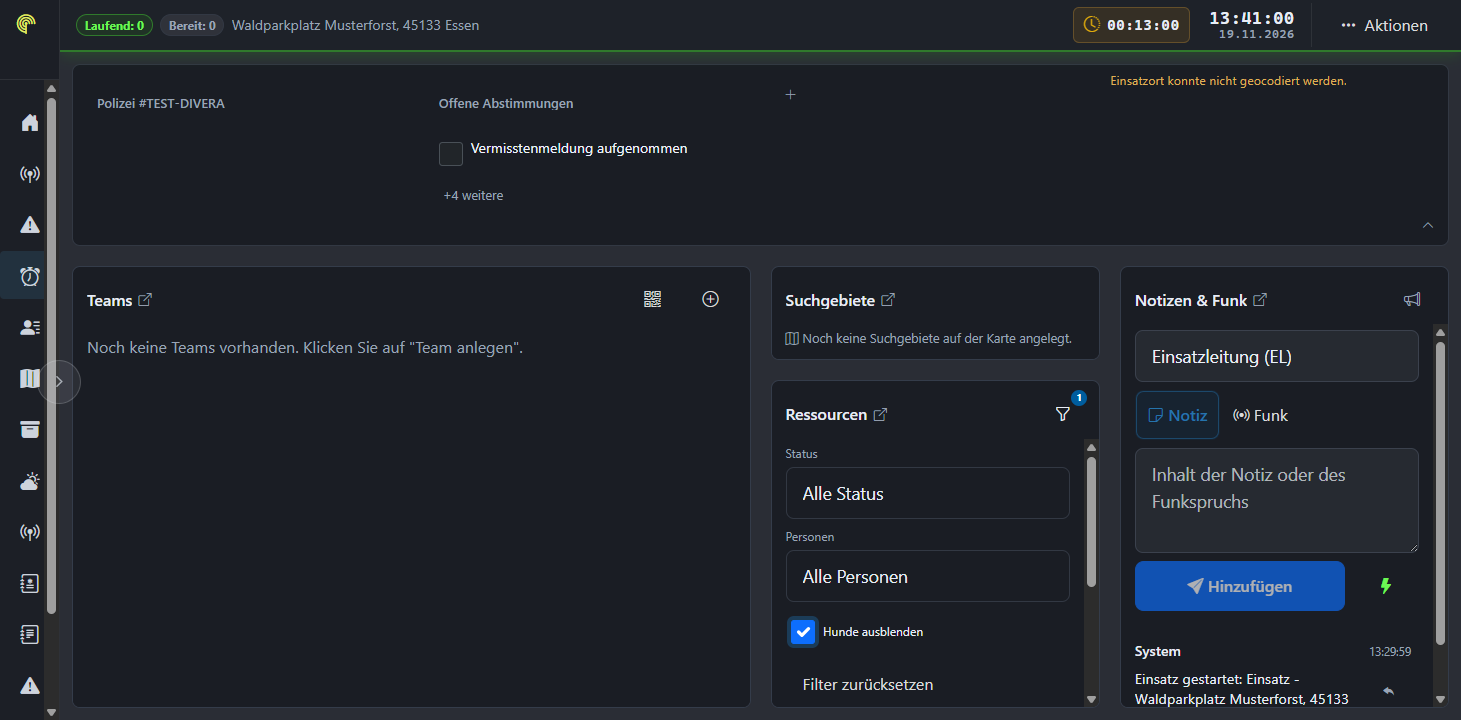 Laufend: 0
Bereit: 0
Waldparkplatz Musterforst, 45133 Essen
00:13:00
13:41:00
19.11.2026
Aktionen
Polizei #TEST-DIVERA
Offene Abstimmungen
Vermisstenmeldung aufgenommen
+4 weitere
Einsatzort konnte nicht geocodiert werden.
Teams
Noch keine Teams vorhanden. Klicken Sie auf "Team anlegen".
Suchgebiete
Noch keine Suchgebiete auf der Karte angelegt.
Ressourcen
1
Status
Alle Status
Personen
Alle Personen
Hunde ausblenden
Filter zurücksetzen
Notizen & Funk
Einsatzleitung (EL)
Notiz
Funk
Inhalt der Notiz oder des
Funkspruchs
Hinzufügen
System
13:29:59
Einsatz gestartet: Einsatz -
Waldparkplatz Musterforst, 45133